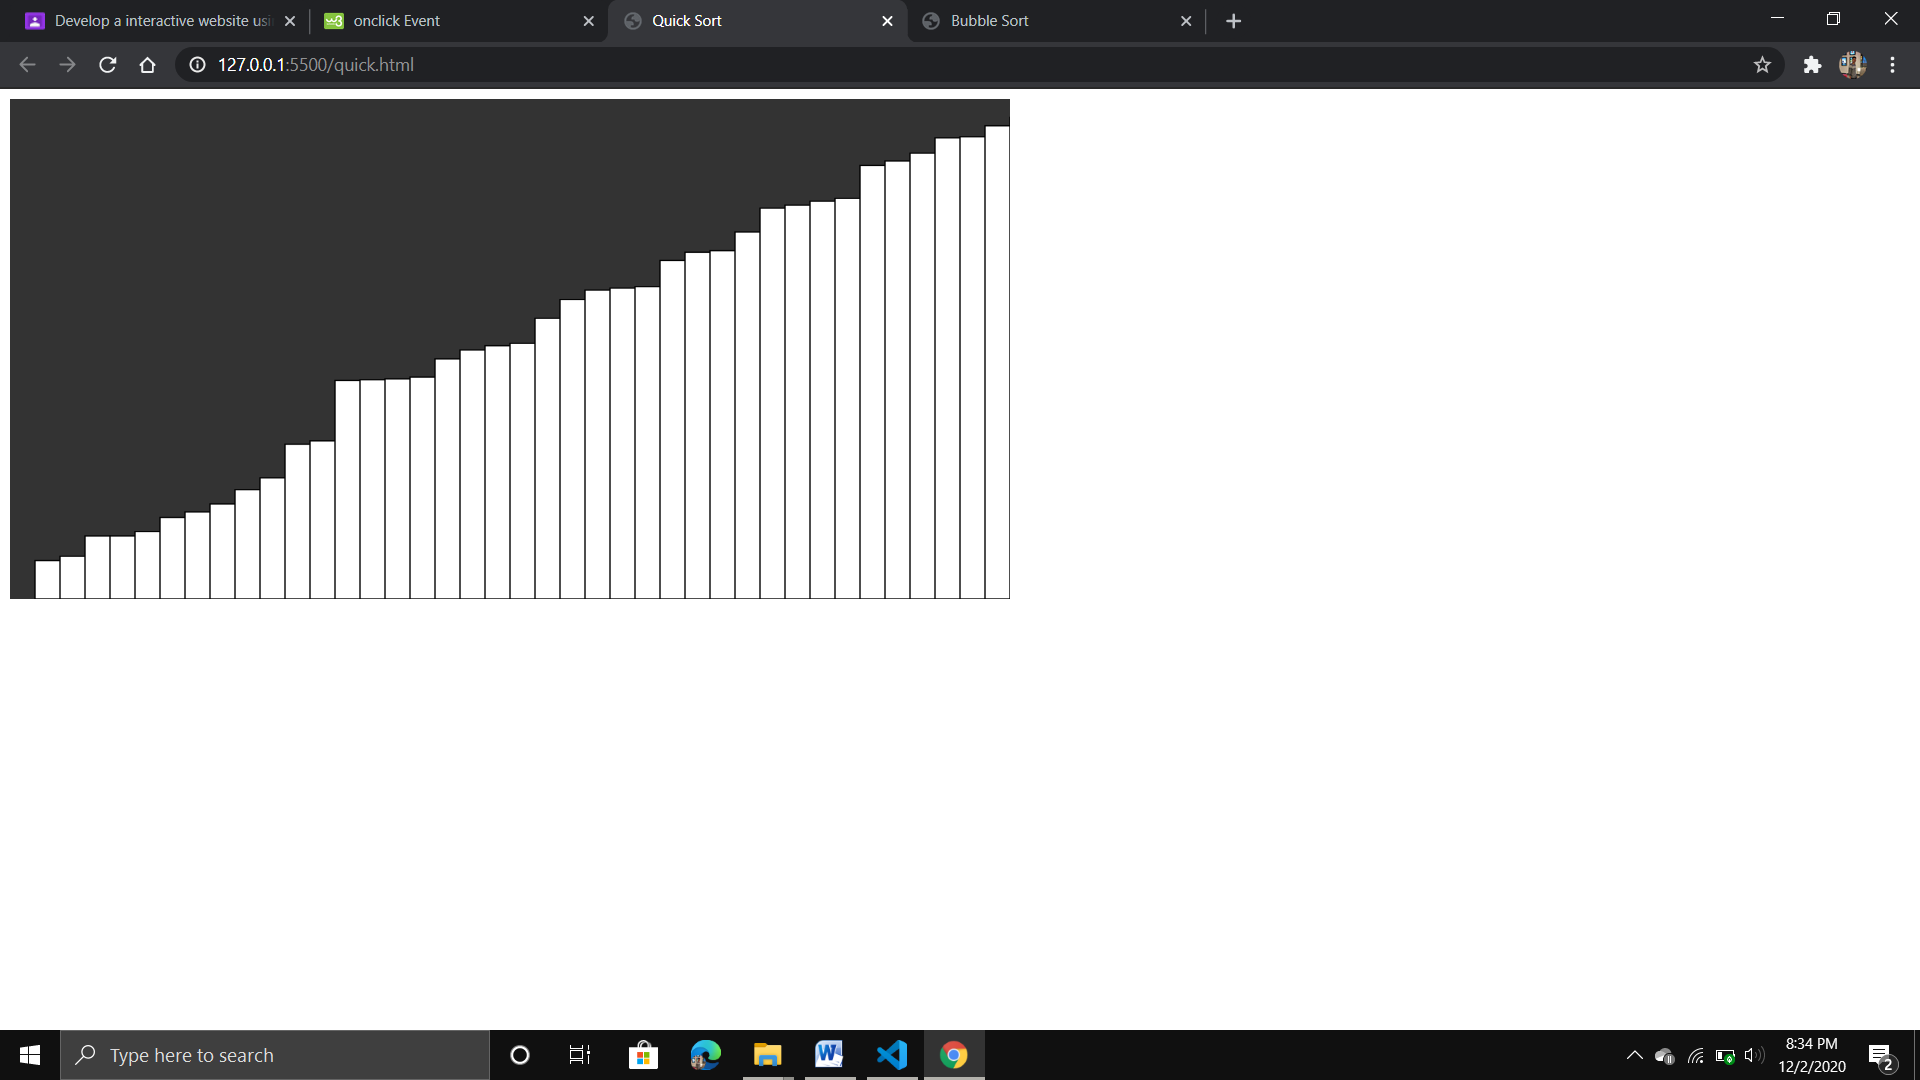 Develop a interactive website usi
onclick Event
Quick Sort
Bubble Sort
127.0.0.1:5500/quick.html
Type here to search
8:34 PM
12/2/2020
2